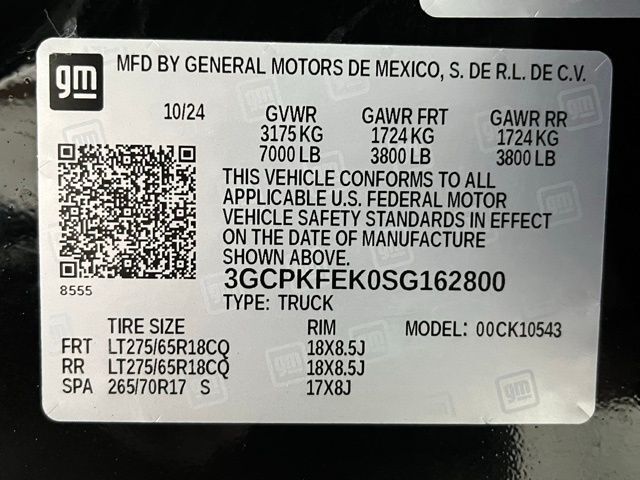 gm MFD BY GENERAL MOTORS DE MEXICO, S. DE R.L. DE C.V.
10/24 GVWR GAWR FRT GAWR RR
3175 KG 1724 KG 1724 KG
7000 LB 3800 LB 3800 LB
THIS VEHICLE CONFORMS TO ALL
APPLICABLE U.S. FEDERAL MOTOR
VEHICLE SAFETY STANDARDS IN EFFECT
ON THE DATE OF MANUFACTURE
SHOWN ABOVE.
8555
3GCPKFEK0SG162800
TYPE: TRUCK
TIRE SIZE RIM MODEL: 00CK10543
FRT LT275/65R18CQ 18X8.5J
RR LT275/65R18CQ 18X8.5J
SPA 265/70R17 S 17X8J